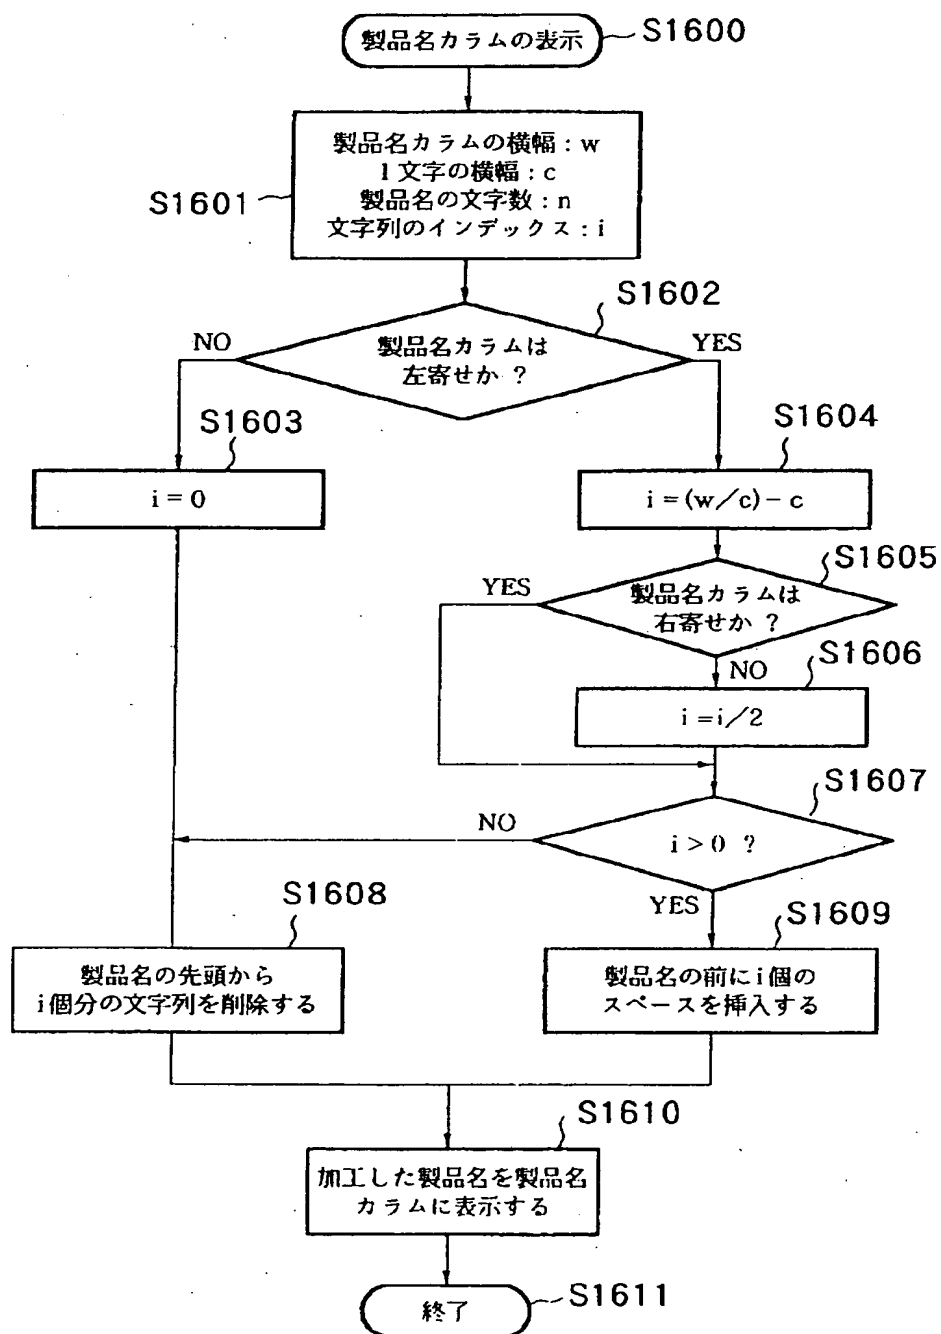 製品名カラムの表示
S1600
製品名カラムの横幅:w
1文字の横幅:c
製品名の文字数:n
文字列のインデックス:i
S1601
S1602
製品名カラムは
左寄せか ?
NO
YES
S1603
i=0
S1604
i=(w/c)-c
S1605
製品名カラムは
右寄せか ?
YES
NO
S1606
i=i/2
S1607
i>0 ?
NO
YES
S1608
製品名の先頭から
i個分の文字列を削除する
S1609
製品名の前にi個の
スペースを挿入する
S1610
加工した製品名を製品名
カラムに表示する
終了
S1611